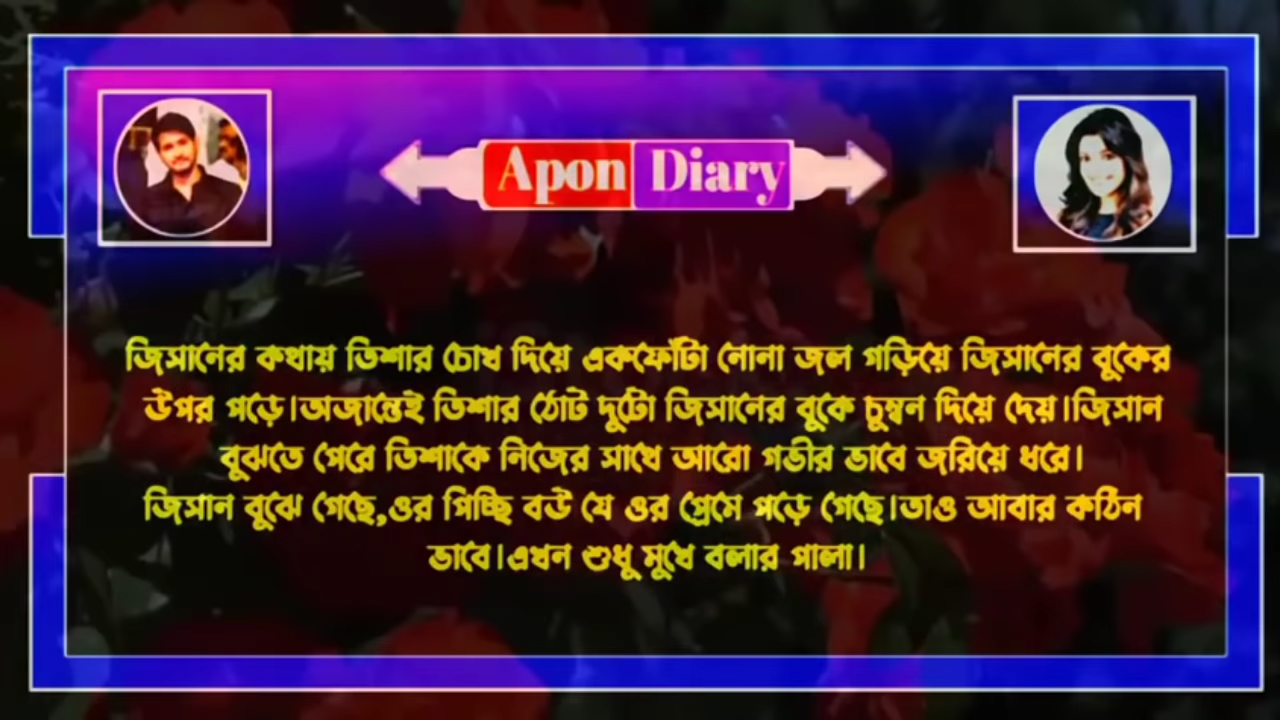 Apon Diary
জিসানের কথায় তিশার চোখ দিয়ে একফোঁটা নোনা জল গড়িয়ে জিসানের বুকের
উপর পড়ে।অজান্তেই তিশার ঠোট দুটো জিসানের বুকে চুম্বন দিয়ে দেয়।জিসান
বুঝতে পেরে তিশাকে নিজের সাথে আরো গভীর ভাবে জরিয়ে ধরে।
জিসান বুঝে গেছে,ওর পিচ্ছি বউ যে ওর প্রেমে পড়ে গেছে।তাও আবার কঠিন
ভাবে।এখন শুধু মুখে বলার পালা।